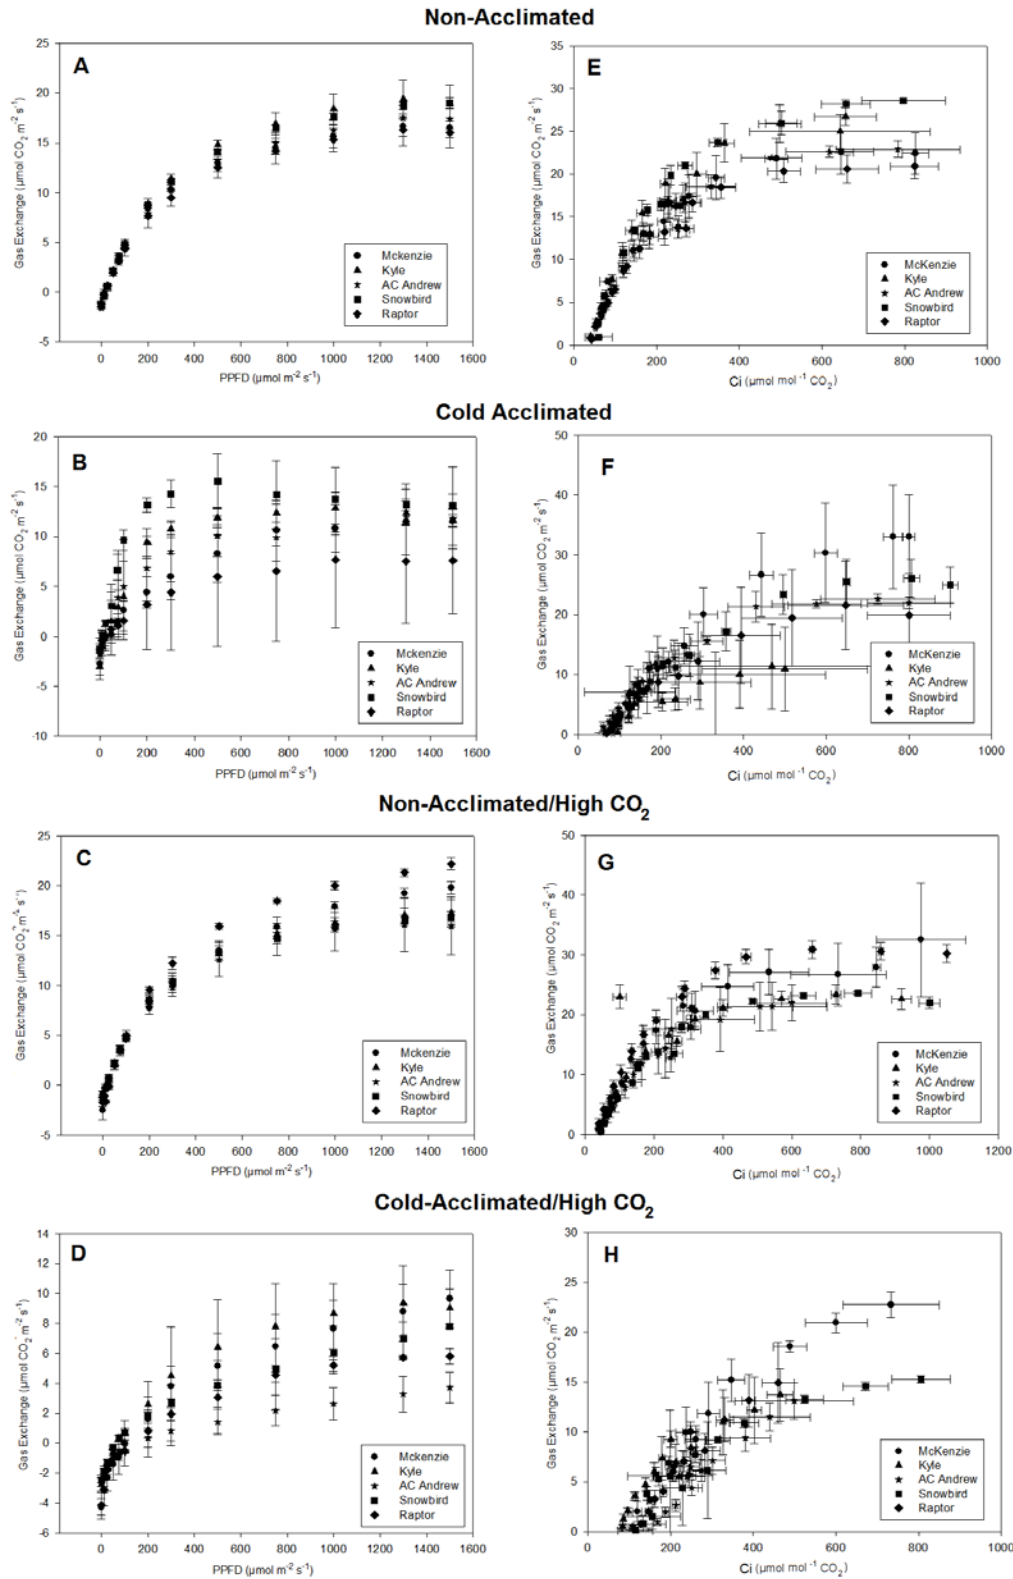 Non-Acclimated
A
Gas Exchange (µmol CO2 m-2 s-1)
25
20
15
10
5
0
-5
Mckenzie
Kyle
AC Andrew
Snowbird
Raptor
0 200 400 600 800 1000 1200 1400 1600
PPFD (µmol m-2 s-1)
E
Gas Exchange (µmol CO2 m-2 s-1)
35
30
25
20
15
10
5
0
McKenzie
Kyle
AC Andrew
Snowbird
Raptor
0 200 400 600 800 1000
Ci (µmol mol -1 CO2)
Cold Acclimated
B
Gas Exchange (µmol CO2 m-2 s-1)
20
15
10
5
0
-5
-10
Mckenzie
Kyle
AC Andrew
Snowbird
Raptor
0 200 400 600 800 1000 1200 1400 1600
PPFD (µmol m-2 s-1)
F
Gas Exchange (µmol CO2 m-2 s-1)
50
40
30
20
10
0
McKenzie
Kyle
AC Andrew
Snowbird
Raptor
0 200 400 600 800 1000
Ci (µmol mol -1 CO2)
Non-Acclimated/High CO2
C
Gas Exchange (µmol CO2 m-2 s-1)
25
20
15
10
5
0
-5
Mckenzie
Kyle
AC Andrew
Snowbird
Raptor
0 200 400 600 800 1000 1200 1400 1600
PPFD (µmol m-2 s-1)
G
Gas Exchange (µmol CO2 m-2 s-1)
50
40
30
20
10
0
McKenzie
Kyle
AC Andrew
Snowbird
Raptor
0 200 400 600 800 1000 1200
Ci (µmol mol -1 CO2)
Cold-Acclimated/High CO2
D
Gas Exchange (µmol CO2 m-2 s-1)
14
12
10
8
6
4
2
0
-2
-4
-6
Mckenzie
Kyle
AC Andrew
Snowbird
Raptor
0 200 400 600 800 1000 1200 1400 1600
PPFD (µmol m-2 s-1)
H
Gas Exchange (µmol CO2 m-2 s-1)
30
25
20
15
10
5
0
McKenzie
Kyle
AC Andrew
Snowbird
Raptor
0 200 400 600 800 1000
Ci (µmol mol -1 CO2)